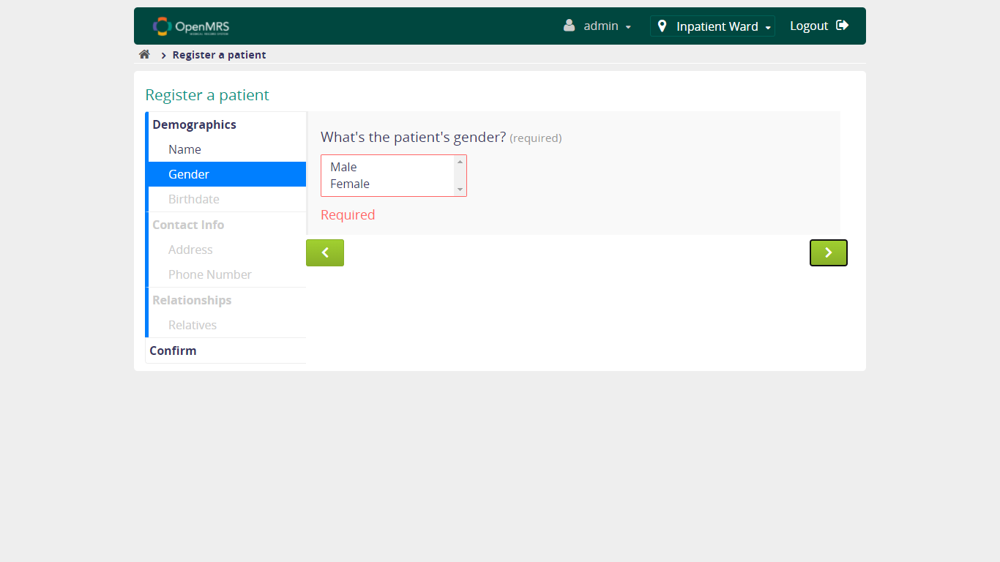 OpenMRS
admin
Inpatient Ward
Logout
Register a patient
Register a patient
Demographics
Name
Gender
Birthdate
Contact Info
Address
Phone Number
Relationships
Relatives
Confirm
What's the patient's gender? (required)
Male
Female
Required